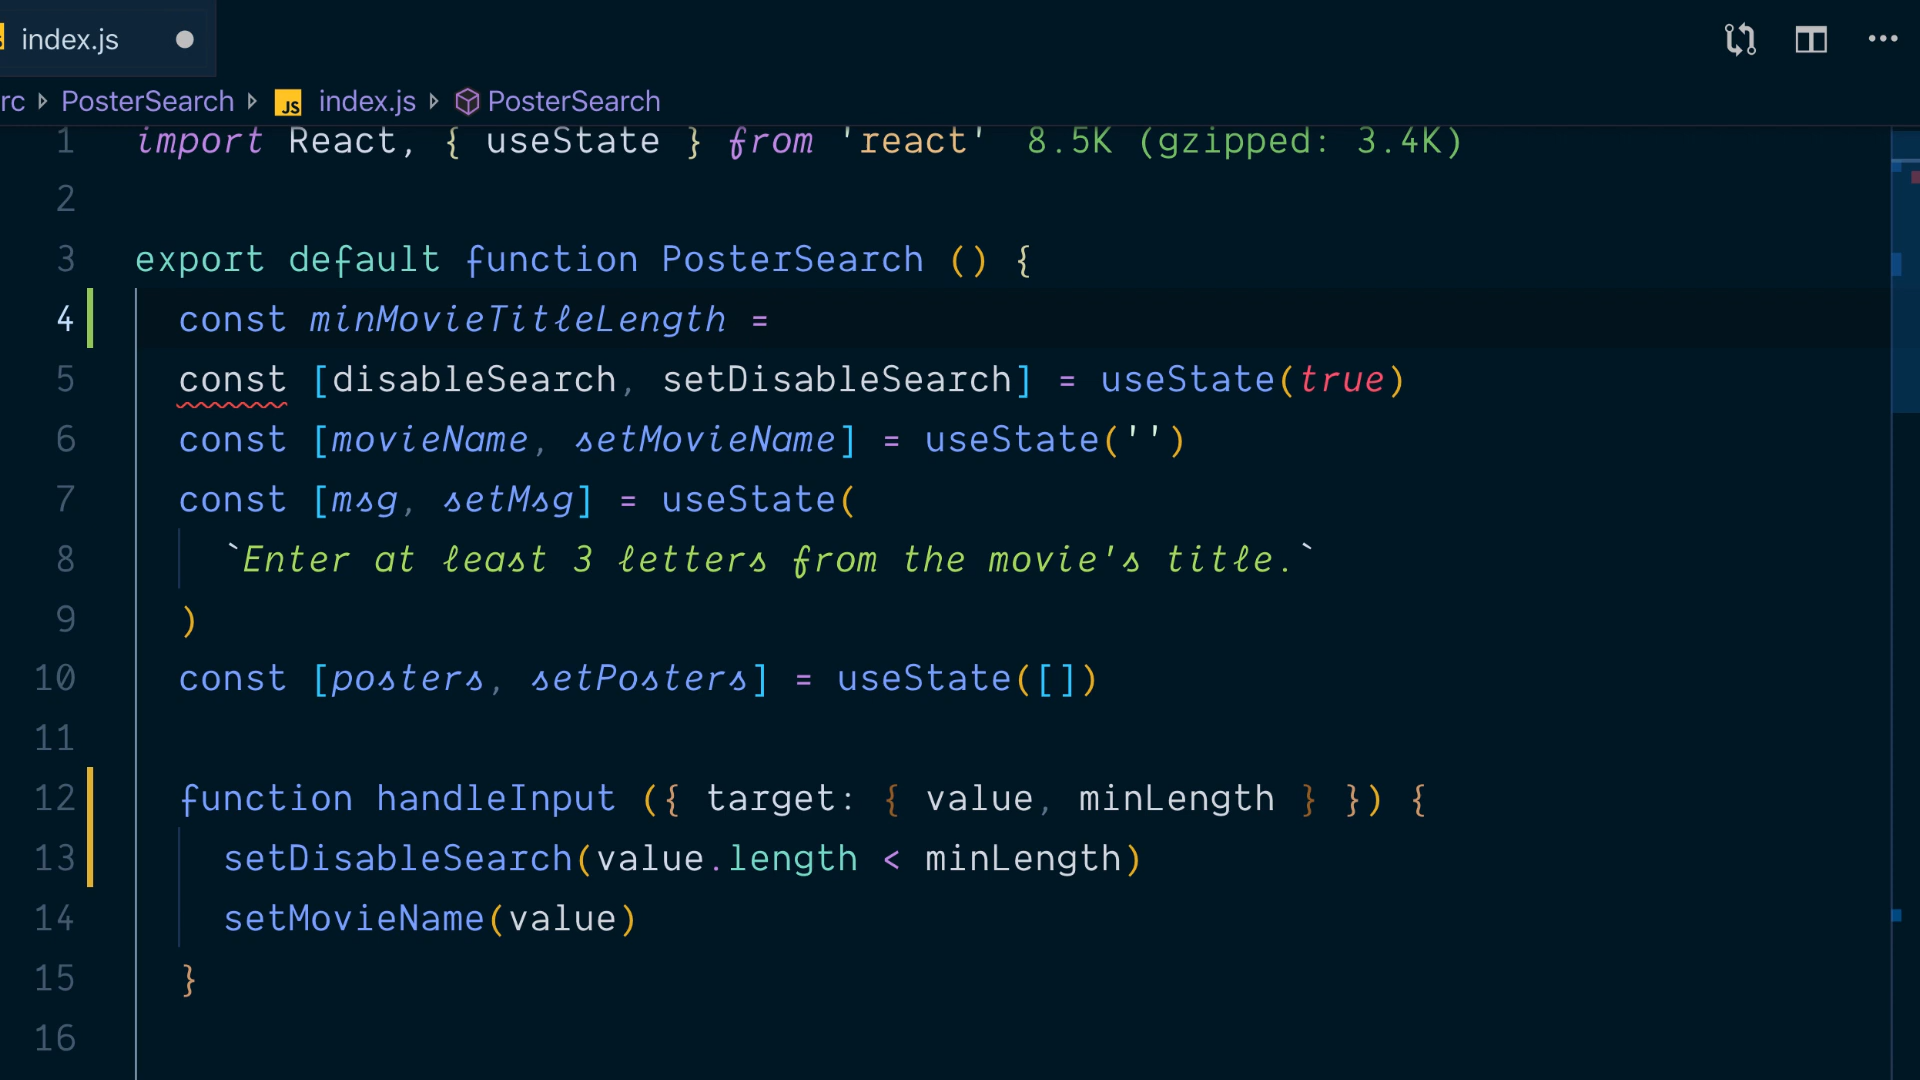 index.js
rc PosterSearch JS index.js PosterSearch
1 import React, { useState } from 'react' 8.5K (gzipped: 3.4K)
2
3 export default function PosterSearch () {
4 const minMovieTitleLength =
5 const [disableSearch, setDisableSearch] = useState(true)
6 const [movieName, setMovieName] = useState('')
7 const [msg, setMsg] = useState(
8 `Enter at least 3 letters from the movie's title.`
9 )
10 const [posters, setPosters] = useState([])
11
12 function handleInput ({ target: { value, minLength } }) {
13 setDisableSearch(value.length < minLength)
14 setMovieName(value)
15 }
16